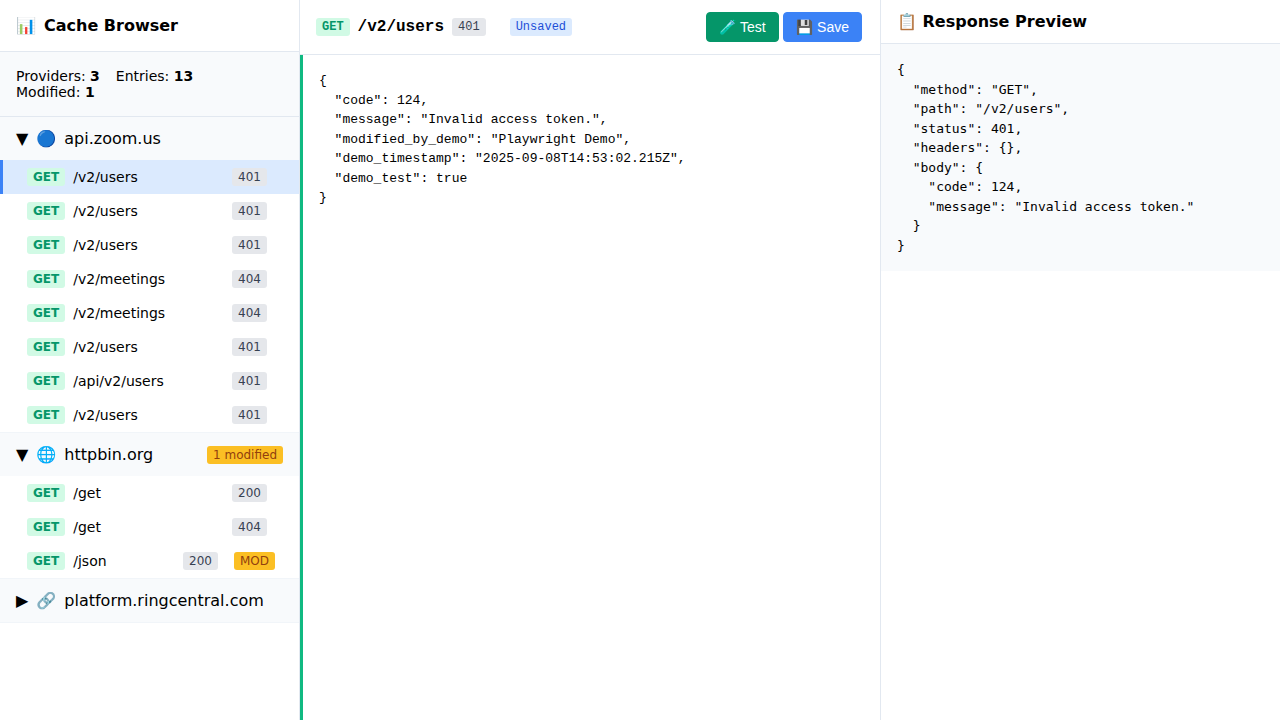 📊 Cache Browser
Providers: 3 Entries: 13
Modified: 1
▼ 🔵 api.zoom.us
GET /v2/users 401
GET /v2/users 401
GET /v2/users 401
GET /v2/meetings 404
GET /v2/meetings 404
GET /v2/users 401
GET /api/v2/users 401
GET /v2/users 401
▼ 🌐 httpbin.org 1 modified
GET /get 200
GET /get 404
GET /json 200 MOD
▶ 🔗 platform.ringcentral.com
GET /v2/users 401 Unsaved 🧪 Test 💾 Save
{
  "code": 124,
  "message": "Invalid access token.",
  "modified_by_demo": "Playwright Demo",
  "demo_timestamp": "2025-09-08T14:53:02.215Z",
  "demo_test": true
}
📋 Response Preview
{
  "method": "GET",
  "path": "/v2/users",
  "status": 401,
  "headers": {},
  "body": {
    "code": 124,
    "message": "Invalid access token."
  }
}